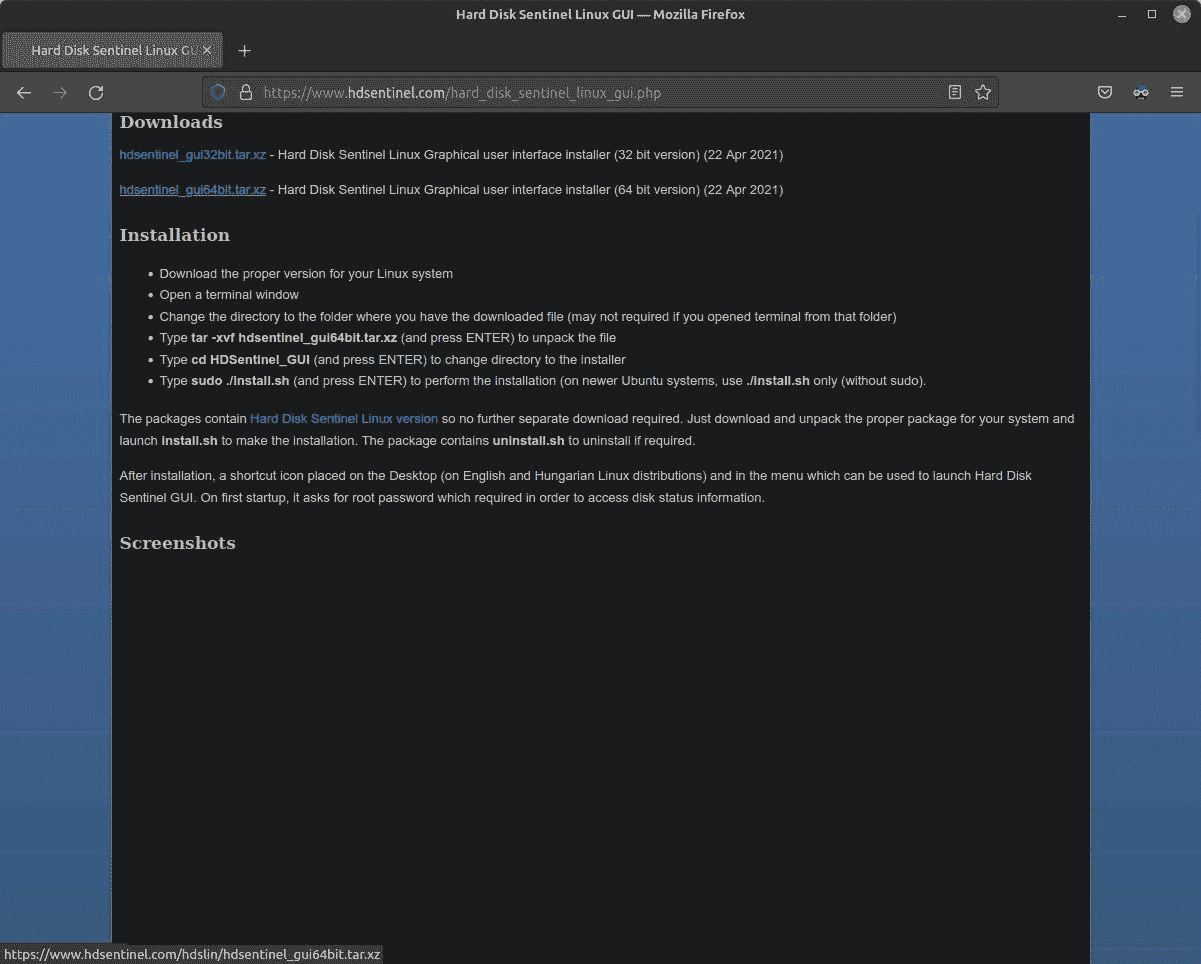 Hard Disk Sentinel Linux GUI — Mozilla Firefox
Hard Disk Sentinel Linux GU
https://www.hdsentinel.com/hard_disk_sentinel_linux_gui.php
Downloads
hdsentinel_gui32bit.tar.xz - Hard Disk Sentinel Linux Graphical user interface installer (32 bit version) (22 Apr 2021)
hdsentinel_gui64bit.tar.xz - Hard Disk Sentinel Linux Graphical user interface installer (64 bit version) (22 Apr 2021)
Installation
• Download the proper version for your Linux system
• Open a terminal window
• Change the directory to the folder where you have the downloaded file (may not required if you opened terminal from that folder)
• Type tar -xvf hdsentinel_gui64bit.tar.xz (and press ENTER) to unpack the file
• Type cd HDSentinel_GUI (and press ENTER) to change directory to the installer
• Type sudo ./install.sh (and press ENTER) to perform the installation (on newer Ubuntu systems, use ./install.sh only (without sudo).
The packages contain Hard Disk Sentinel Linux version so no further separate download required. Just download and unpack the proper package for your system and
launch install.sh to make the installation. The package contains uninstall.sh to uninstall if required.
After installation, a shortcut icon placed on the Desktop (on English and Hungarian Linux distributions) and in the menu which can be used to launch Hard Disk
Sentinel GUI. On first startup, it asks for root password which required in order to access disk status information.
Screenshots
https://www.hdsentinel.com/hdslin/hdsentinel_gui64bit.tar.xz